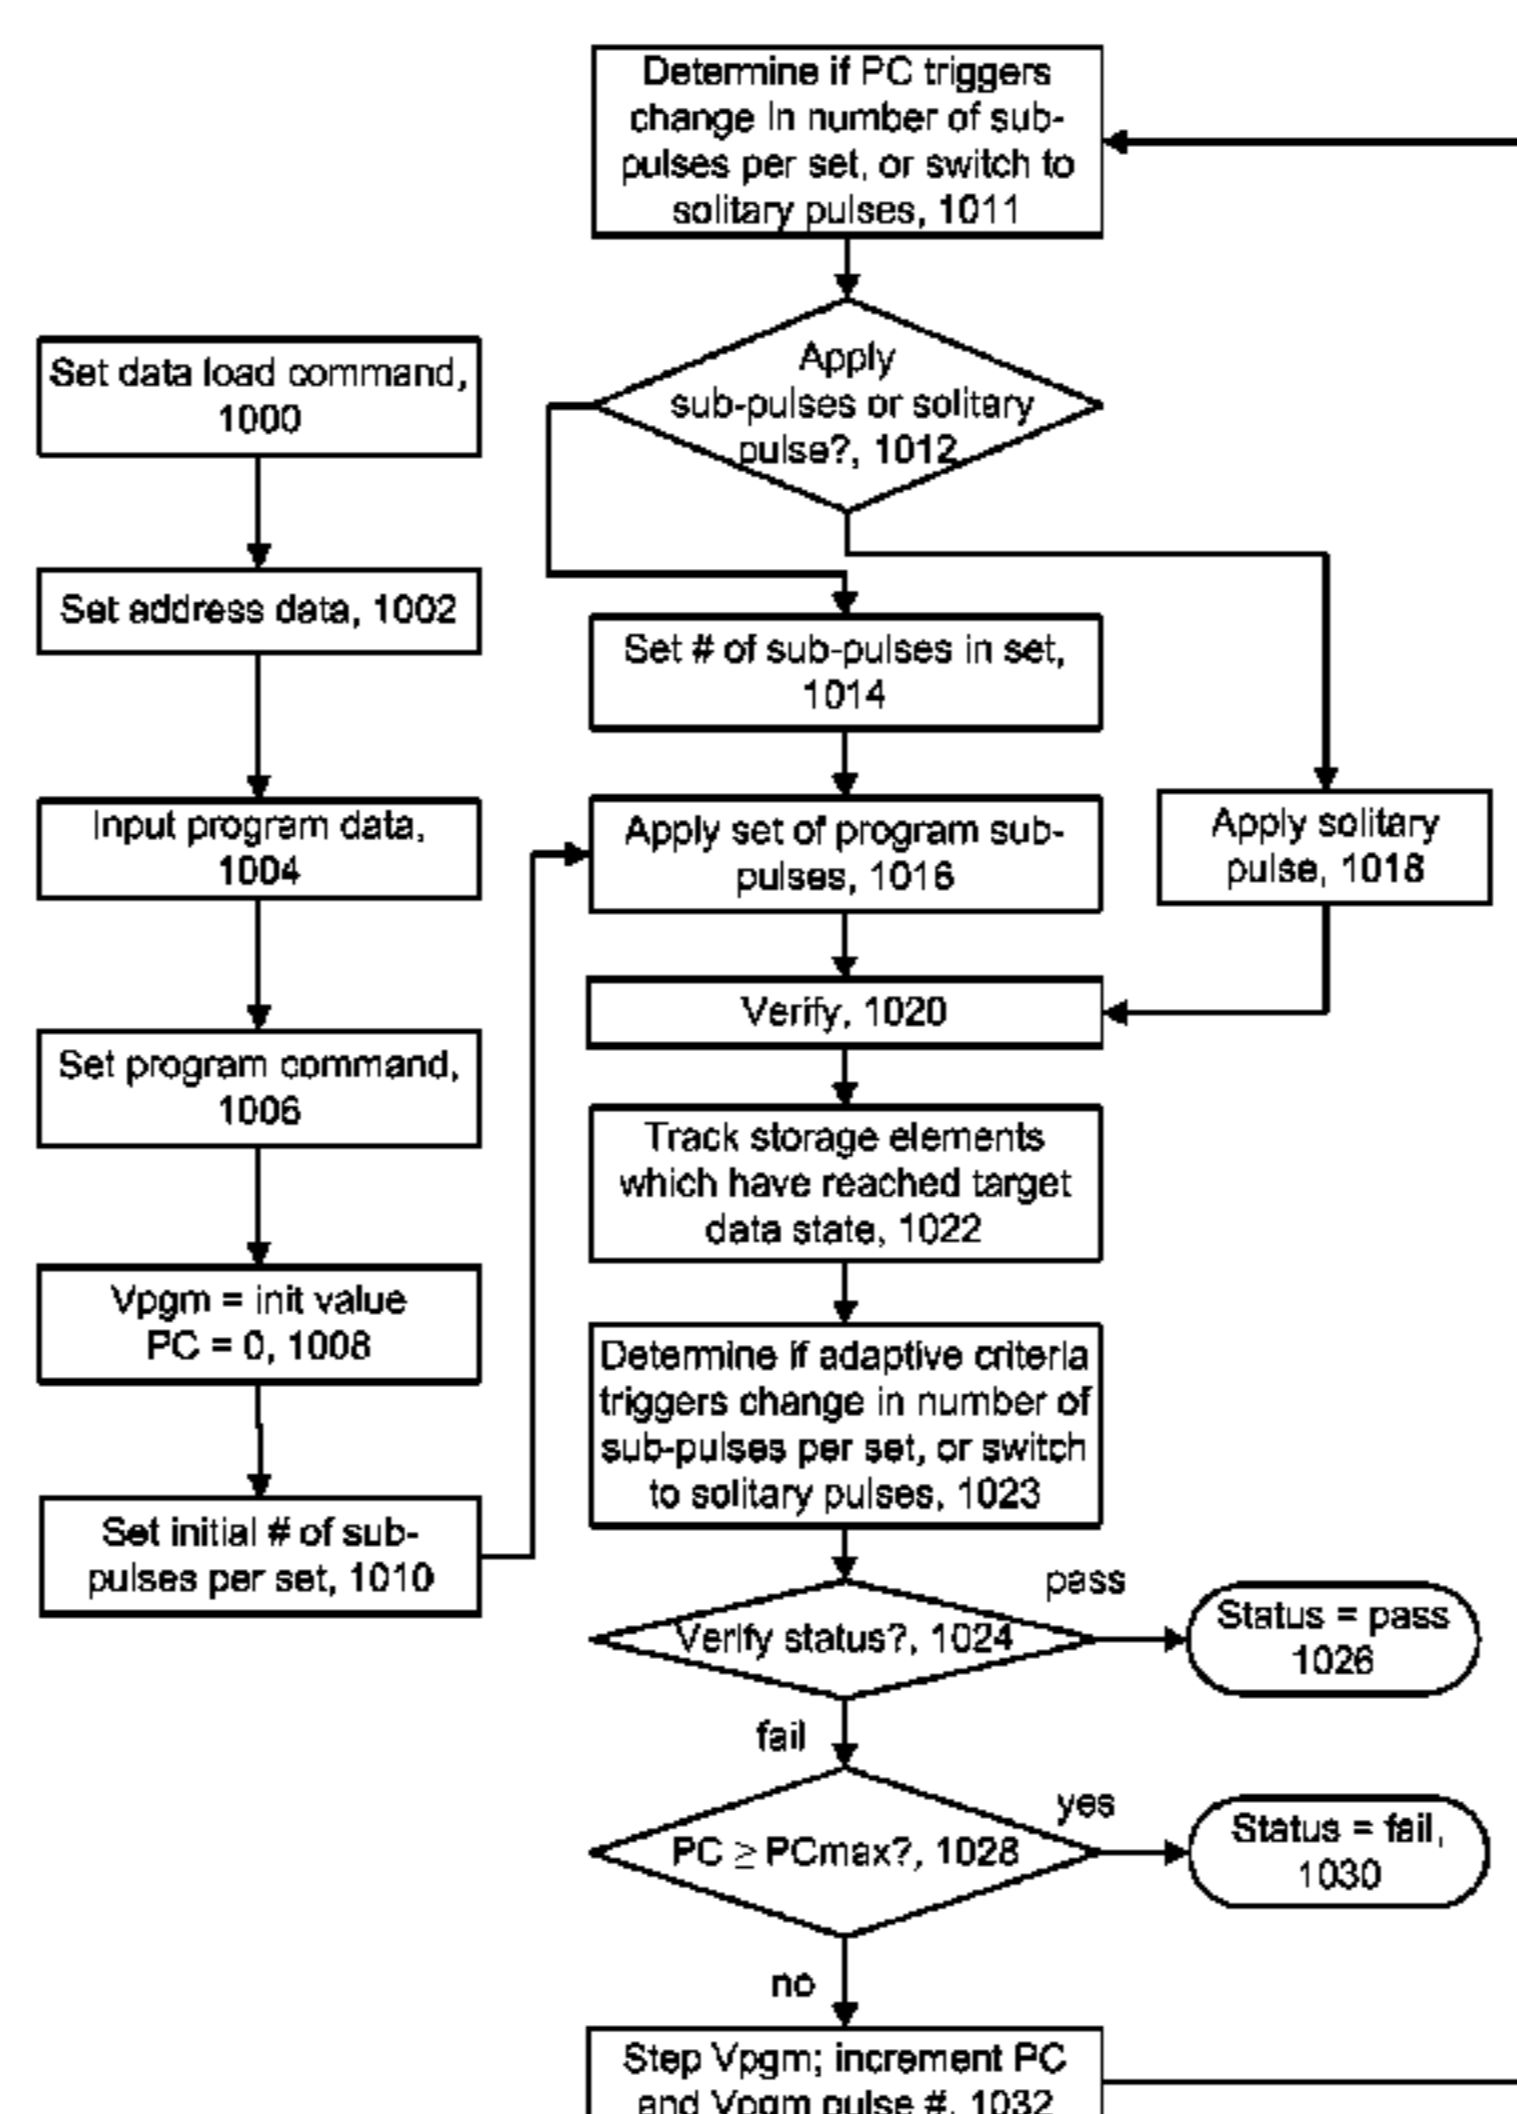 Determine if PC triggers
change in number of sub-
pulses per set, or switch to
solitary pulses, 1011
Apply
sub-pulses or solitary
pulse?, 1012
Set data load command,
1000
Set address data, 1002
Input program data,
1004
Set program command,
1006
Vpgm = init value
PC = 0, 1008
Set initial # of sub-
pulses per set, 1010
Set # of sub-pulses in set,
1014
Apply set of program sub-
pulses, 1016
Apply solitary
pulse, 1018
Verify, 1020
Track storage elements
which have reached target
data state, 1022
Determine if adaptive criteria
triggers change in number of
sub-pulses per set, or switch
to solitary pulses, 1023
Verify status?, 1024
pass
Status = pass
1026
fail
PC ≥ PCmax?, 1028
yes
Status = fail,
1030
no
Step Vpgm; increment PC
and Vpgm pulse #, 1032